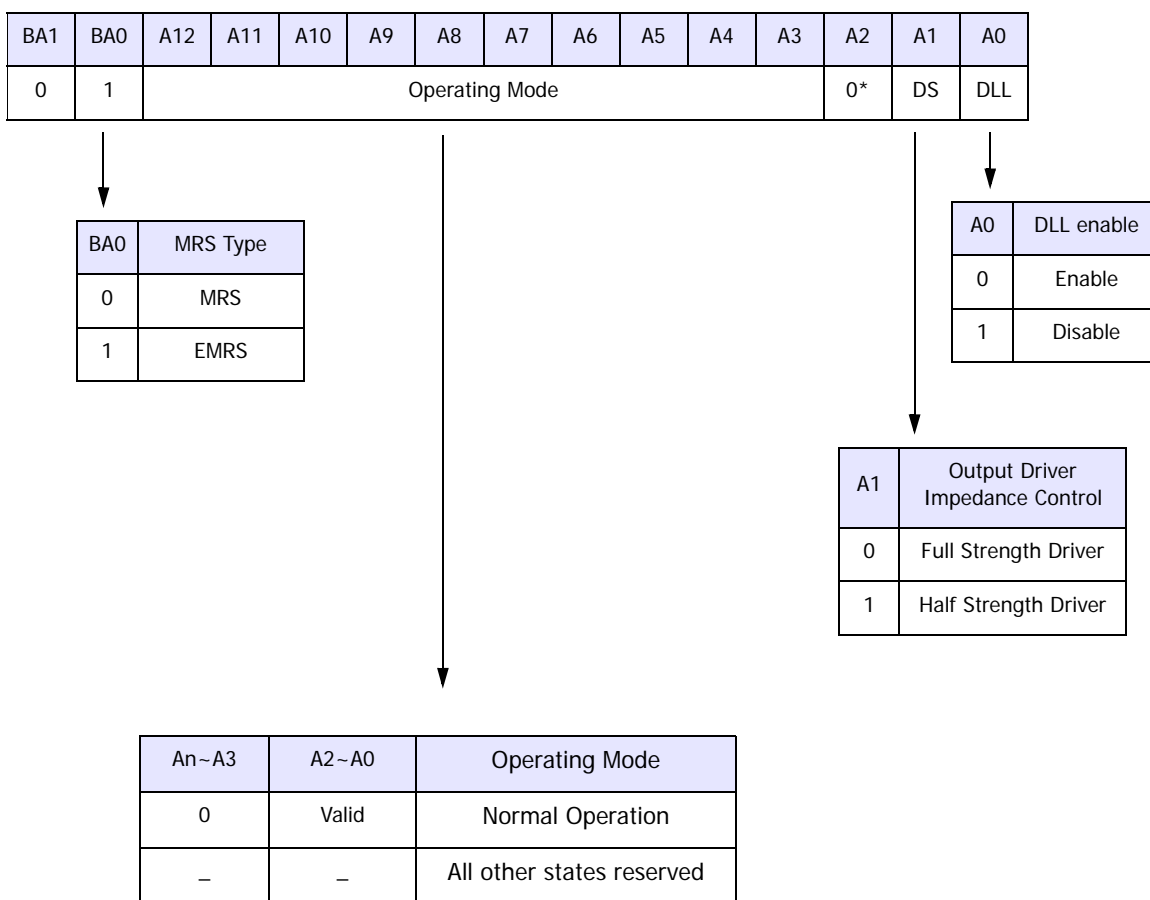 BA1 BA0 A12 A11 A10 A9 A8 A7 A6 A5 A4 A3 A2 A1 A0
0 1 Operating Mode 0* DS DLL
BA0 MRS Type
0 MRS
1 EMRS
A0 DLL enable
0 Enable
1 Disable
A1 Output Driver
Impedance Control
0 Full Strength Driver
1 Half Strength Driver
An~A3 A2~A0 Operating Mode
0 Valid Normal Operation
_ _ All other states reserved